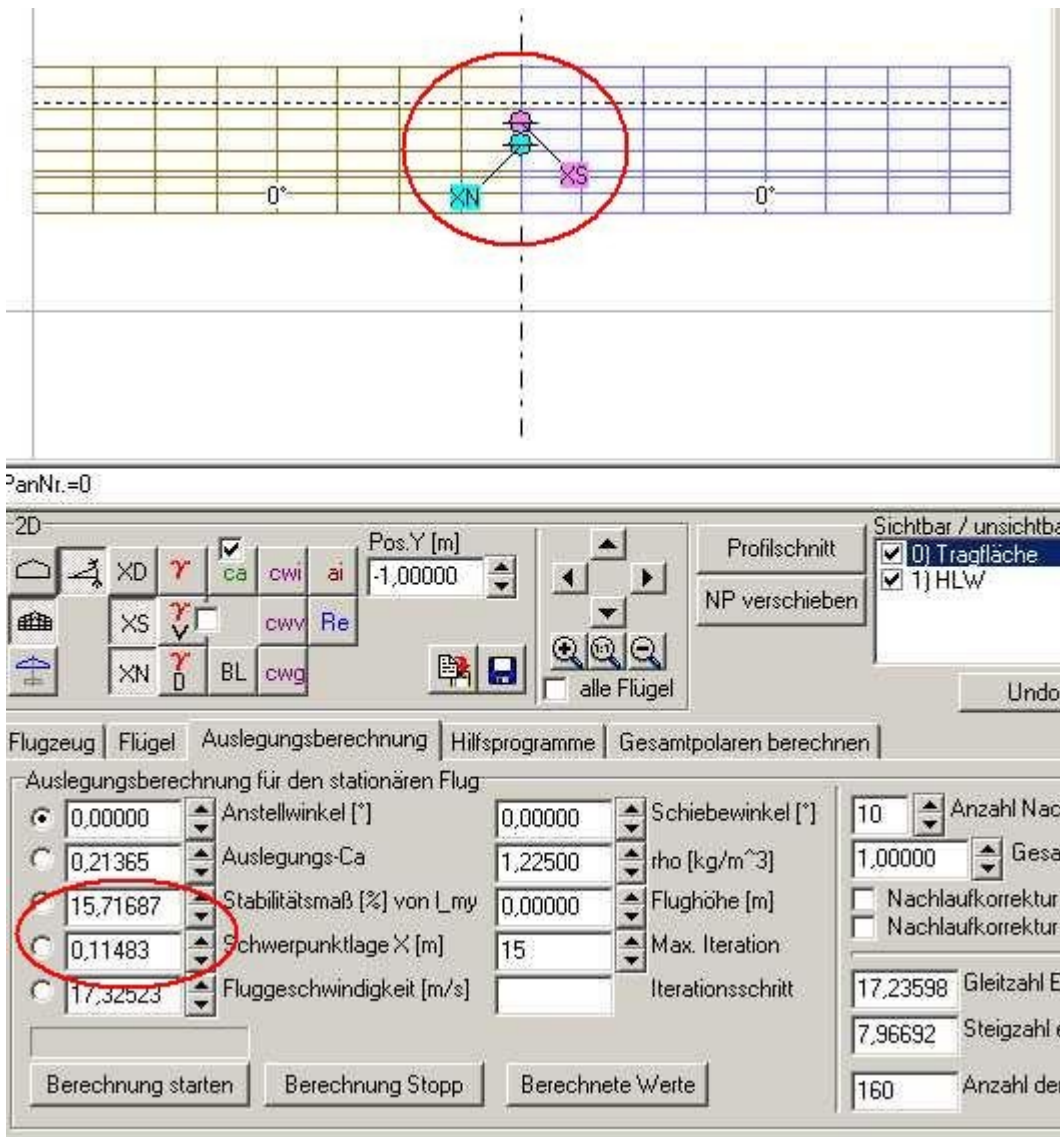 0°
0°
XS
XN
PanNr.=0
2D
Pos.Y [m]
-1,00000
XD γ ca cwi ai
XS γ V cwv Re
XN γ D BL cwg
alle Flügel
Profilschnitt
NP verschieben
Sichtbar / unsichtba
0) Tragfläche
1) HLW
Undo
Flugzeug Flügel Auslegungsberechnung Hilfsprogramme Gesamtpolaren berechnen
Auslegungsberechnung für den stationären Flug
0,00000 Anstellwinkel [°]
0,21365 Auslegungs-Ca
15,71687 Stabilitätsmaß [%] von l_my
0,11483 Schwerpunktlage X [m]
17,32523 Fluggeschwindigkeit [m/s]
0,00000 Schiebewinkel [°]
1,22500 rho [kg/m^3]
0,00000 Flughöhe [m]
15 Max. Iteration
Iterationsschritt
10 Anzahl Nac
1,00000 Gesa
Nachlaufkorrektur
Nachlaufkorrektur
17,23598 Gleitzahl E
7,96692 Steigzahl e
160 Anzahl der
Berechnung starten
Berechnung Stopp
Berechnete Werte